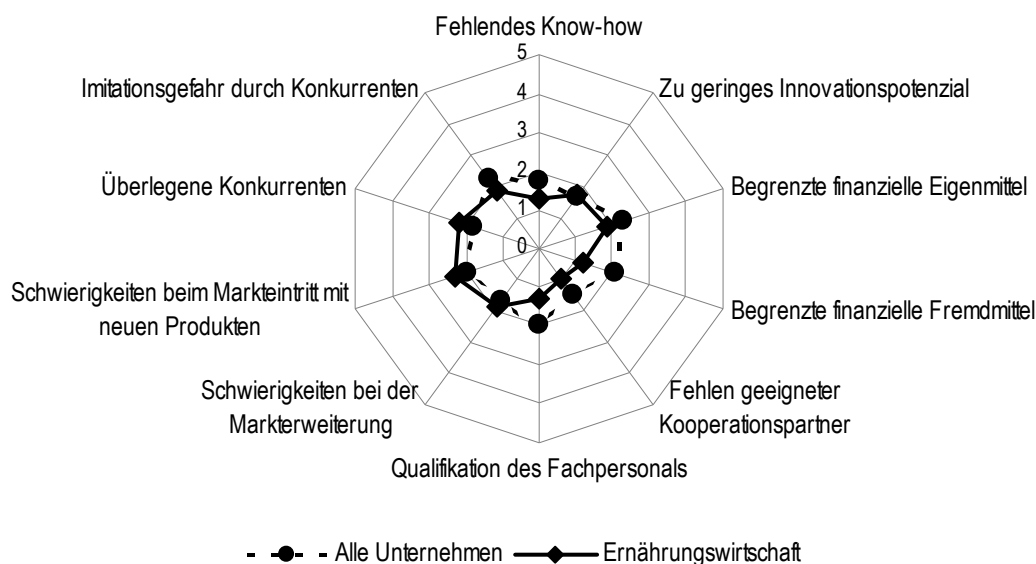 Fehlendes Know-how
5
Imitationsgefahr durch Konkurrenten
4
Zu geringes Innovationspotenzial
3
2
Überlegene Konkurrenten
1
Begrenzte finanzielle Eigenmittel
0
Schwierigkeiten beim Markteintritt mit
neuen Produkten
Begrenzte finanzielle Fremdmittel
Schwierigkeiten bei der
Markterweiterung
Fehlen geeigneter
Kooperationspartner
Qualifikation des Fachpersonals
Alle Unternehmen
Ernährungswirtschaft